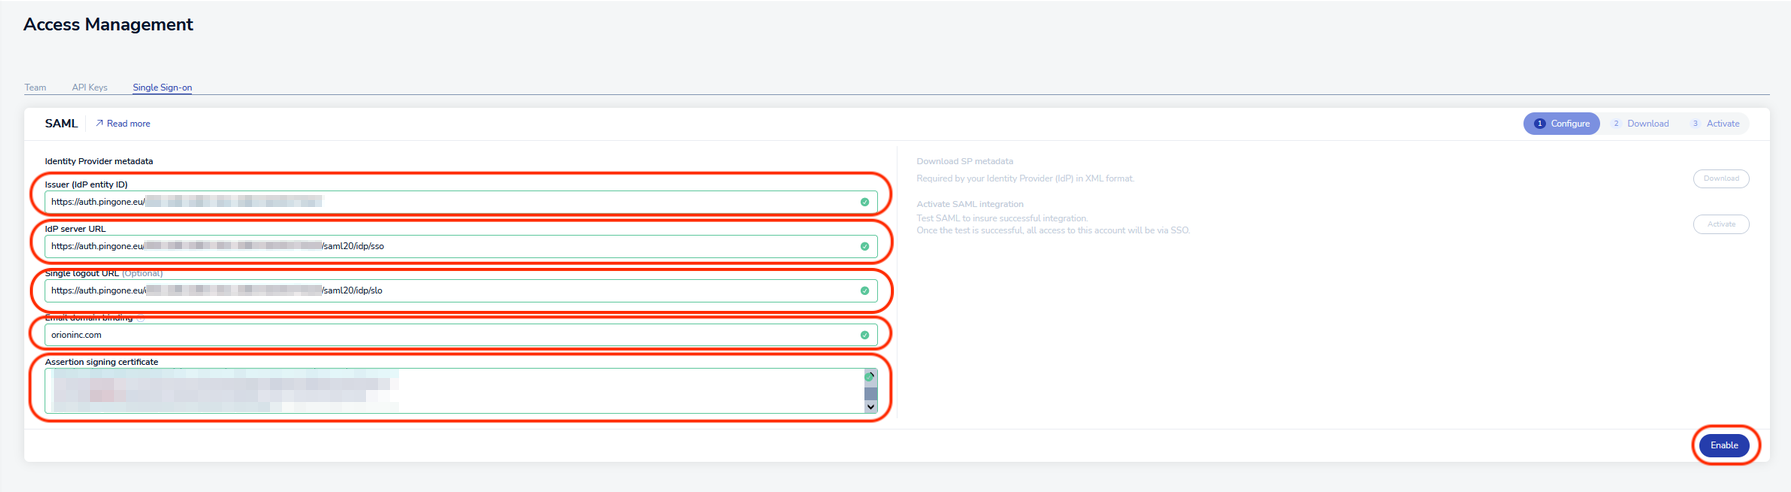 Access Management
Team API Keys Single Sign-on
SAML Read more
1 Configure 2 Download 3 Activate
Identity Provider metadata
Issuer (IdP entity ID)
https://auth.pingone.eu/
IdP server URL
https://auth.pingone.eu/ /saml20/idp/sso
Single logout URL (Optional)
https://auth.pingone.eu/ /saml20/idp/slo
Email domain binding
orioninc.com
Assertion signing certificate
Download SP metadata
Required by your Identity Provider (IdP) in XML format.
Download
Activate SAML integration
Test SAML to insure successful integration.
Once the test is successful, all access to this account will be via SSO.
Activate
Enable